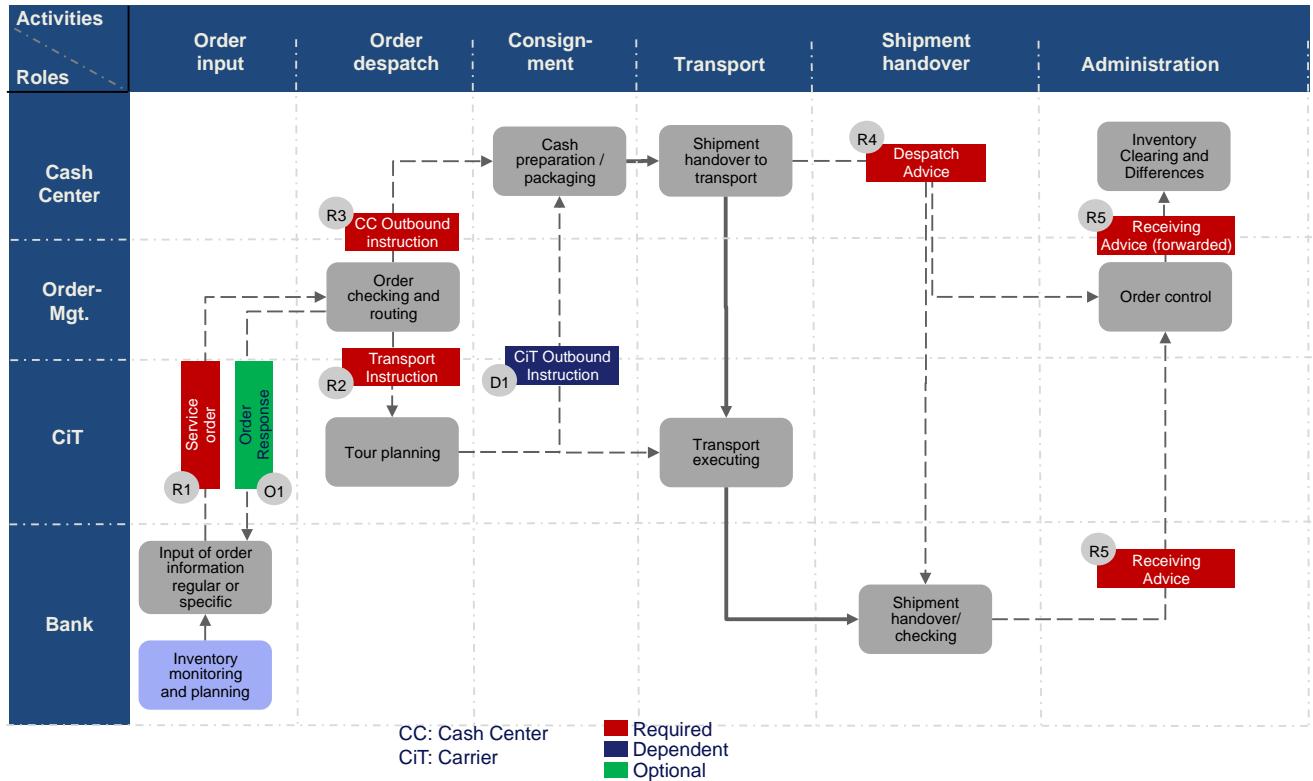 Activities
Roles
Order
input
Order
despatch
Consign-
ment
Transport
Shipment
handover
Administration
Cash
Center
Cash
preparation /
packaging
Shipment
handover to
transport
R4
Despatch
Advice
Inventory
Clearing and
Differences
R3
CC Outbound
instruction
R5
Receiving
Advice (forwarded)
Order-
Mgt.
Order
checking and
routing
Order control
CiT
Service
order
R1
Order
Response
O1
Transport
Instruction
R2
CiT Outbound
Instruction
D1
Tour planning
Transport
executing
Bank
Input of order
information
regular or
specific
R5
Receiving
Advice
Shipment
handover/
checking
Inventory
monitoring
and planning
CC: Cash Center
CiT: Carrier
Required
Dependent
Optional